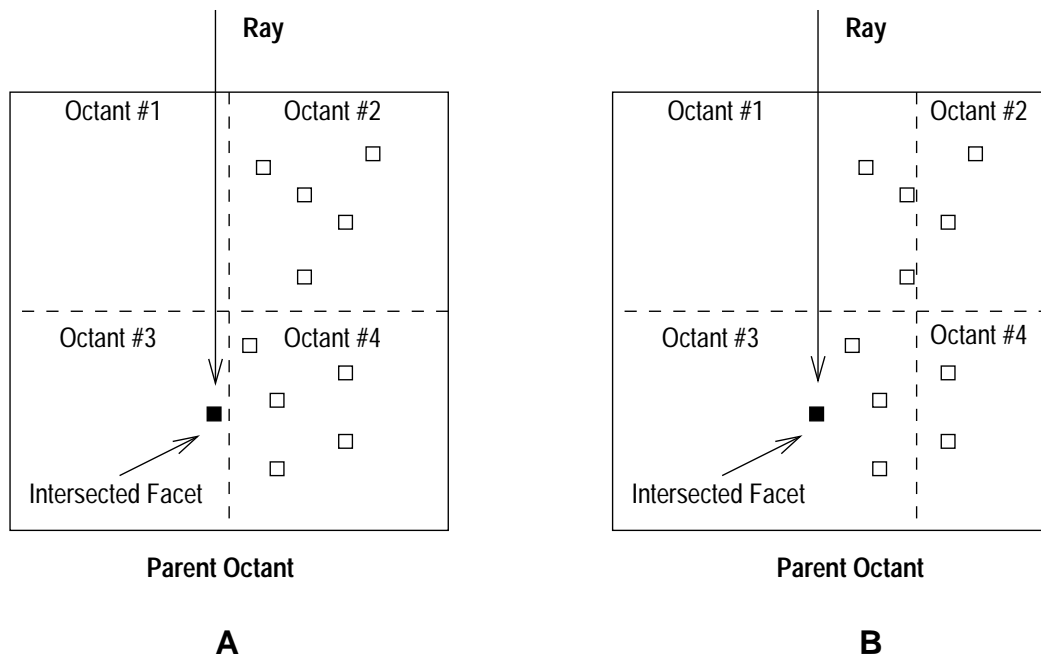 Ray
Octant #1
Octant #2
Octant #3
Octant #4
Intersected Facet
Parent Octant
A
Ray
Octant #1
Octant #2
Octant #3
Octant #4
Intersected Facet
Parent Octant
B